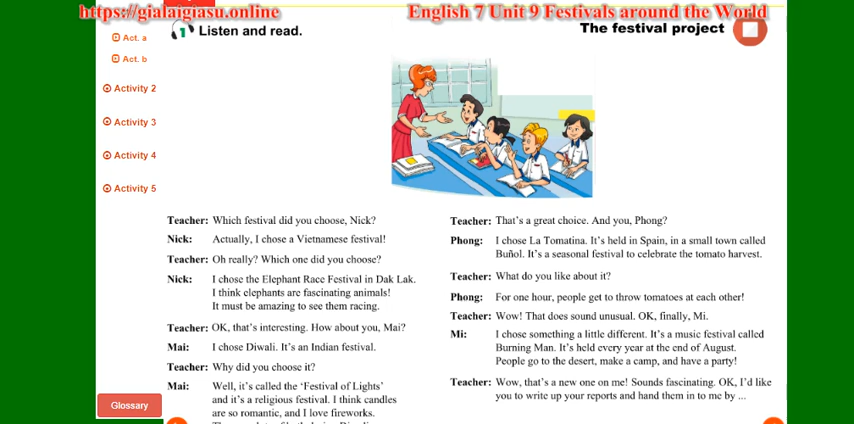 https://gialaigiasu.online
English 7 Unit 9 Festivals around the World
Act. a
Act. b
Activity 2
Activity 3
Activity 4
Activity 5
Glossary
1 Listen and read.
The festival project
Teacher: Which festival did you choose, Nick?
Nick: Actually, I chose a Vietnamese festival!
Teacher: Oh really? Which one did you choose?
Nick: I chose the Elephant Race Festival in Dak Lak.
I think elephants are fascinating animals!
It must be amazing to see them racing.
Teacher: OK, that's interesting. How about you, Mai?
Mai: I chose Diwali. It's an Indian festival.
Teacher: Why did you choose it?
Mai: Well, it's called the 'Festival of Lights'
and it's a religious festival. I think candles
are so romantic, and I love fireworks.
Teacher: That's a great choice. And you, Phong?
Phong: I chose La Tomatina. It's held in Spain, in a small town called
Buñol. It's a seasonal festival to celebrate the tomato harvest.
Teacher: What do you like about it?
Phong: For one hour, people get to throw tomatoes at each other!
Teacher: Wow! That does sound unusual. OK, finally, Mi.
Mi: I chose something a little different. It's a music festival called
Burning Man. It's held every year at the end of August.
People go to the desert, make a camp, and have a party!
Teacher: Wow, that's a new one on me! Sounds fascinating. OK, I'd like
you to write up your reports and hand them in to me by ...